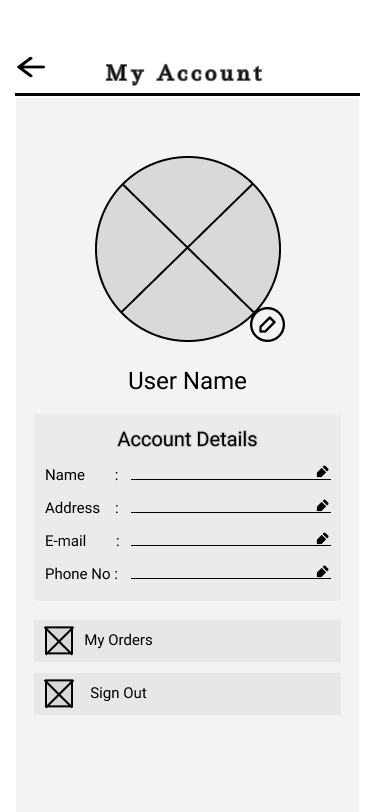 My Account
User Name
Account Details
Name :
Address :
E-mail :
Phone No :
My Orders
Sign Out